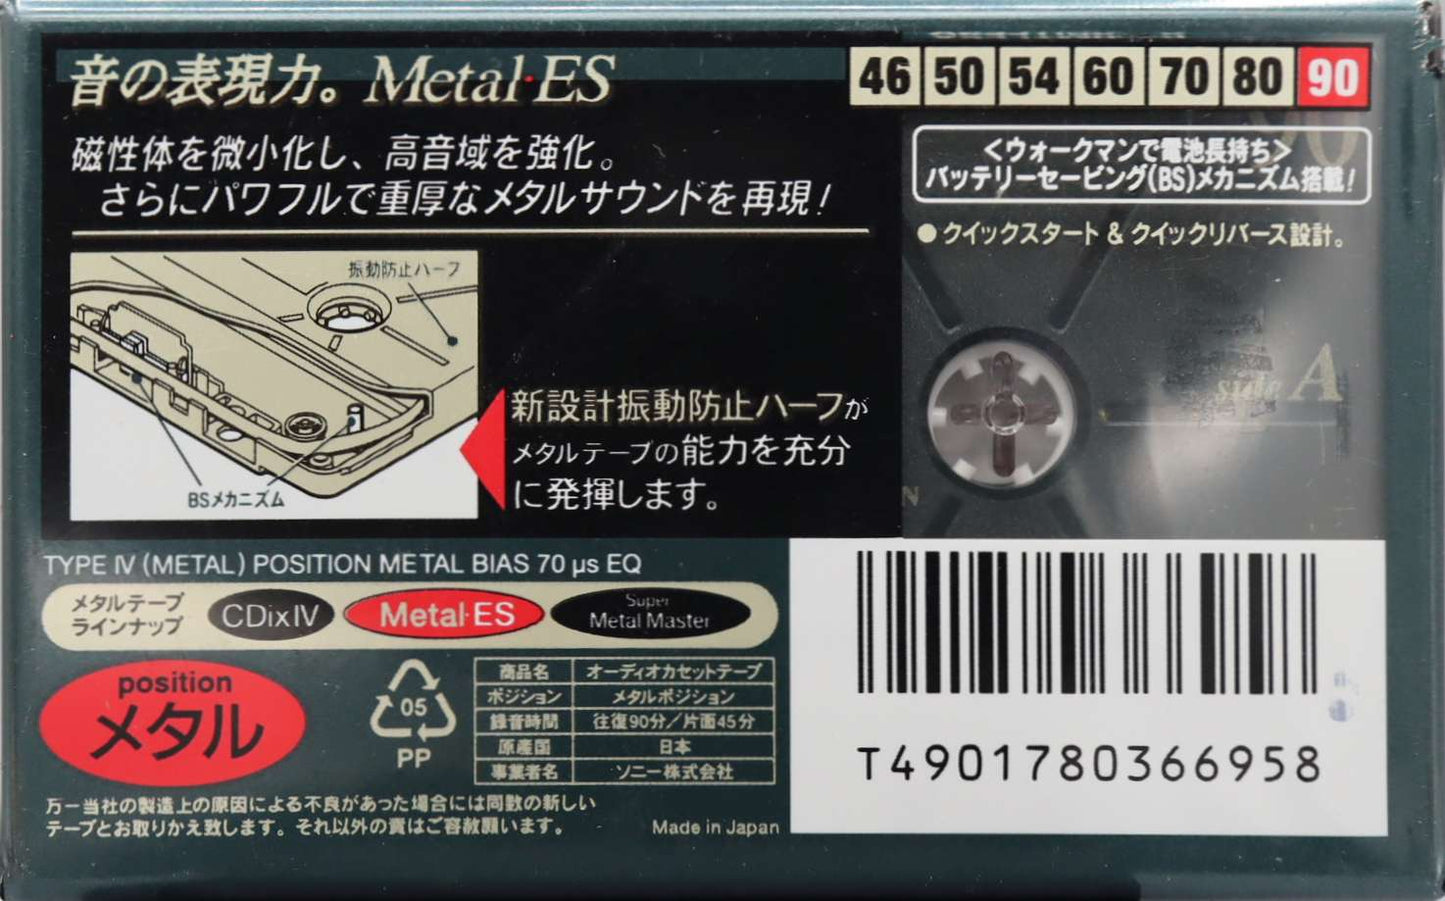 音の表現力。Metal·ES
46 50 54 60 70 80 90
磁性体を微小化し、高音域を強化。
さらにパワフルで重厚なメタルサウンドを再現!
<ウォークマンで電池長持ち>
バッテリーセービング(BS)メカニズム搭載!
●クイックスタート & クイックリバース設計。
振動防止ハーフ
BSメカニズム
新設計振動防止ハーフが
メタルテープの能力を充分
に発揮します。
side A
TYPE IV (METAL) POSITION METAL BIAS 70 µs EQ
メタルテープ
ラインナップ
CDixIV
Metal·ES
Super
Metal Master
position
メタル
05
PP
商品名 オーディオカセットテープ
ポジション メタルポジション
録音時間 往復90分/片面45分
原産国 日本
事業者名 ソニー株式会社
万一当社の製造上の原因による不良があった場合には同数の新しい
テープとお取りかえ致します。それ以外の責はご容赦願います。
Made in Japan
T4901780366958